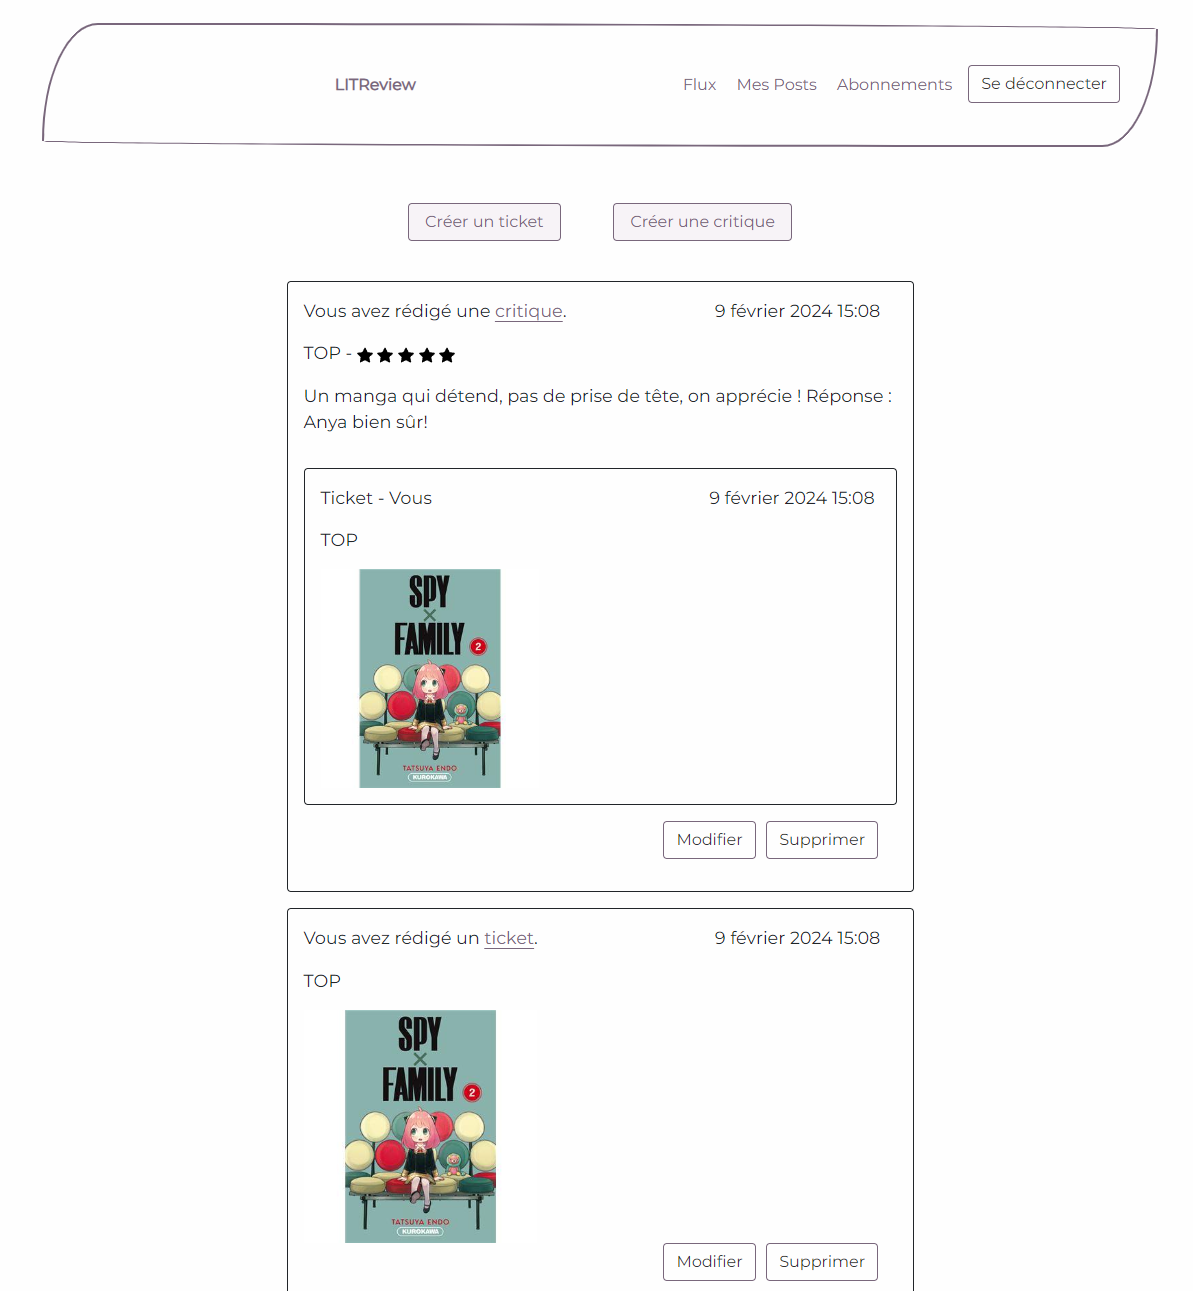 LITReview
Flux
Mes Posts
Abonnements
Se déconnecter
Créer un ticket
Créer une critique
Vous avez rédigé une critique.
9 février 2024 15:08
TOP -
Un manga qui détend, pas de prise de tête, on apprécie ! Réponse :
Anya bien sûr!
Ticket - Vous
9 février 2024 15:08
TOP
SPY
×
FAMILY
2
TATSUYA ENDO
KUROKAWA
Modifier
Supprimer
Vous avez rédigé un ticket.
9 février 2024 15:08
TOP
SPY
×
FAMILY
2
TATSUYA ENDO
KUROKAWA
Modifier
Supprimer